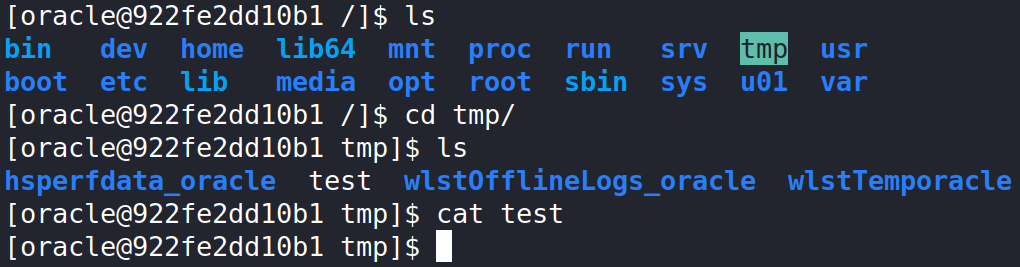 [oracle@922fe2dd10b1 /]$ ls
bin   dev  home  lib64  mnt  proc  run   srv  tmp  usr
boot  etc  lib   media  opt  root  sbin  sys  u01  var
[oracle@922fe2dd10b1 /]$ cd tmp/
[oracle@922fe2dd10b1 tmp]$ ls
hsperfdata_oracle  test  wlstOfflineLogs_oracle  wlstTemporacle
[oracle@922fe2dd10b1 tmp]$ cat test
[oracle@922fe2dd10b1 tmp]$